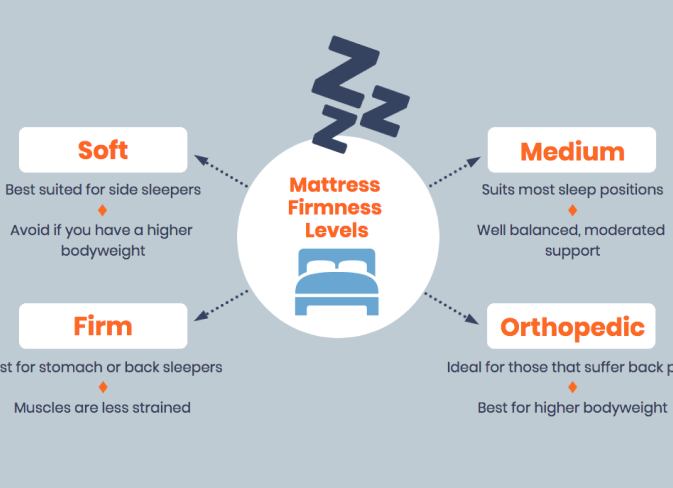 Z
Z
Z
Mattress
Firmness
Levels
Soft
Best suited for side sleepers
Avoid if you have a higher
bodyweight
Medium
Suits most sleep positions
Well balanced, moderated
support
Firm
for stomach or back sleepers
Muscles are less strained
Orthopedic
Ideal for those that suffer back
Best for higher bodyweight